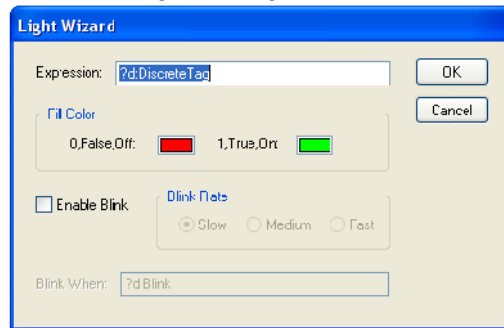 Light Wizard
Expression: ?d:DiscreteTag OK
Fill Color Cancel
0,False,Off: 1,True,On:
Enable Blink
Blink Rate
Slow Medium Fast
Blink When: ?d:Blink